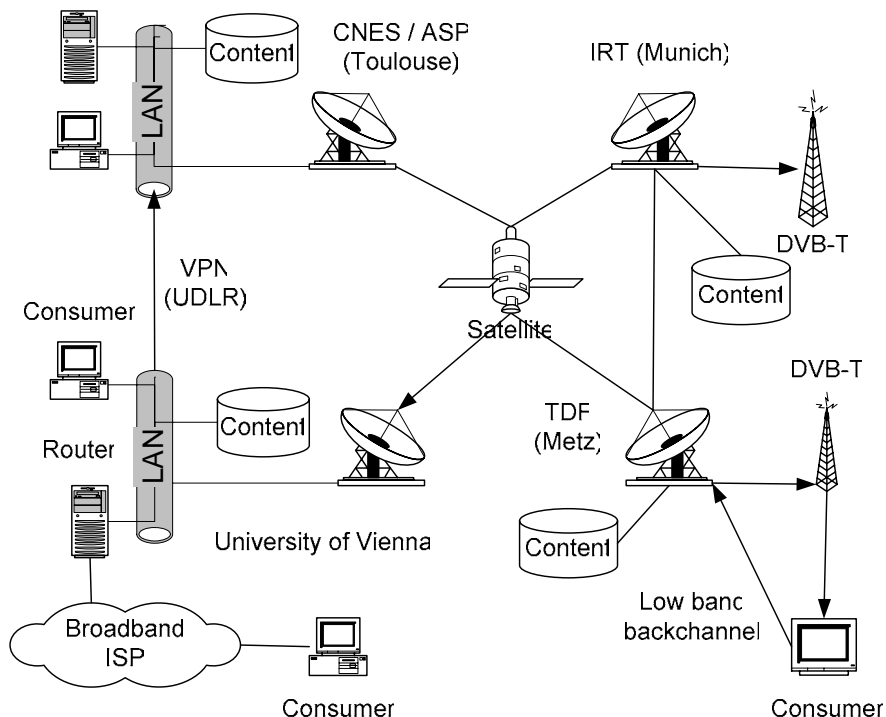 CNES / ASP
(Toulouse)
IRT (Munich)
Content
LAN
DVB-T
VPN
(UDLR)
Content
Consumer
Satellite
DVB-T
TDF
(Metz)
Content
Router
LAN
University of Vienna
Content
Low band
backchannel
Broadband
ISP
Consumer
Consumer